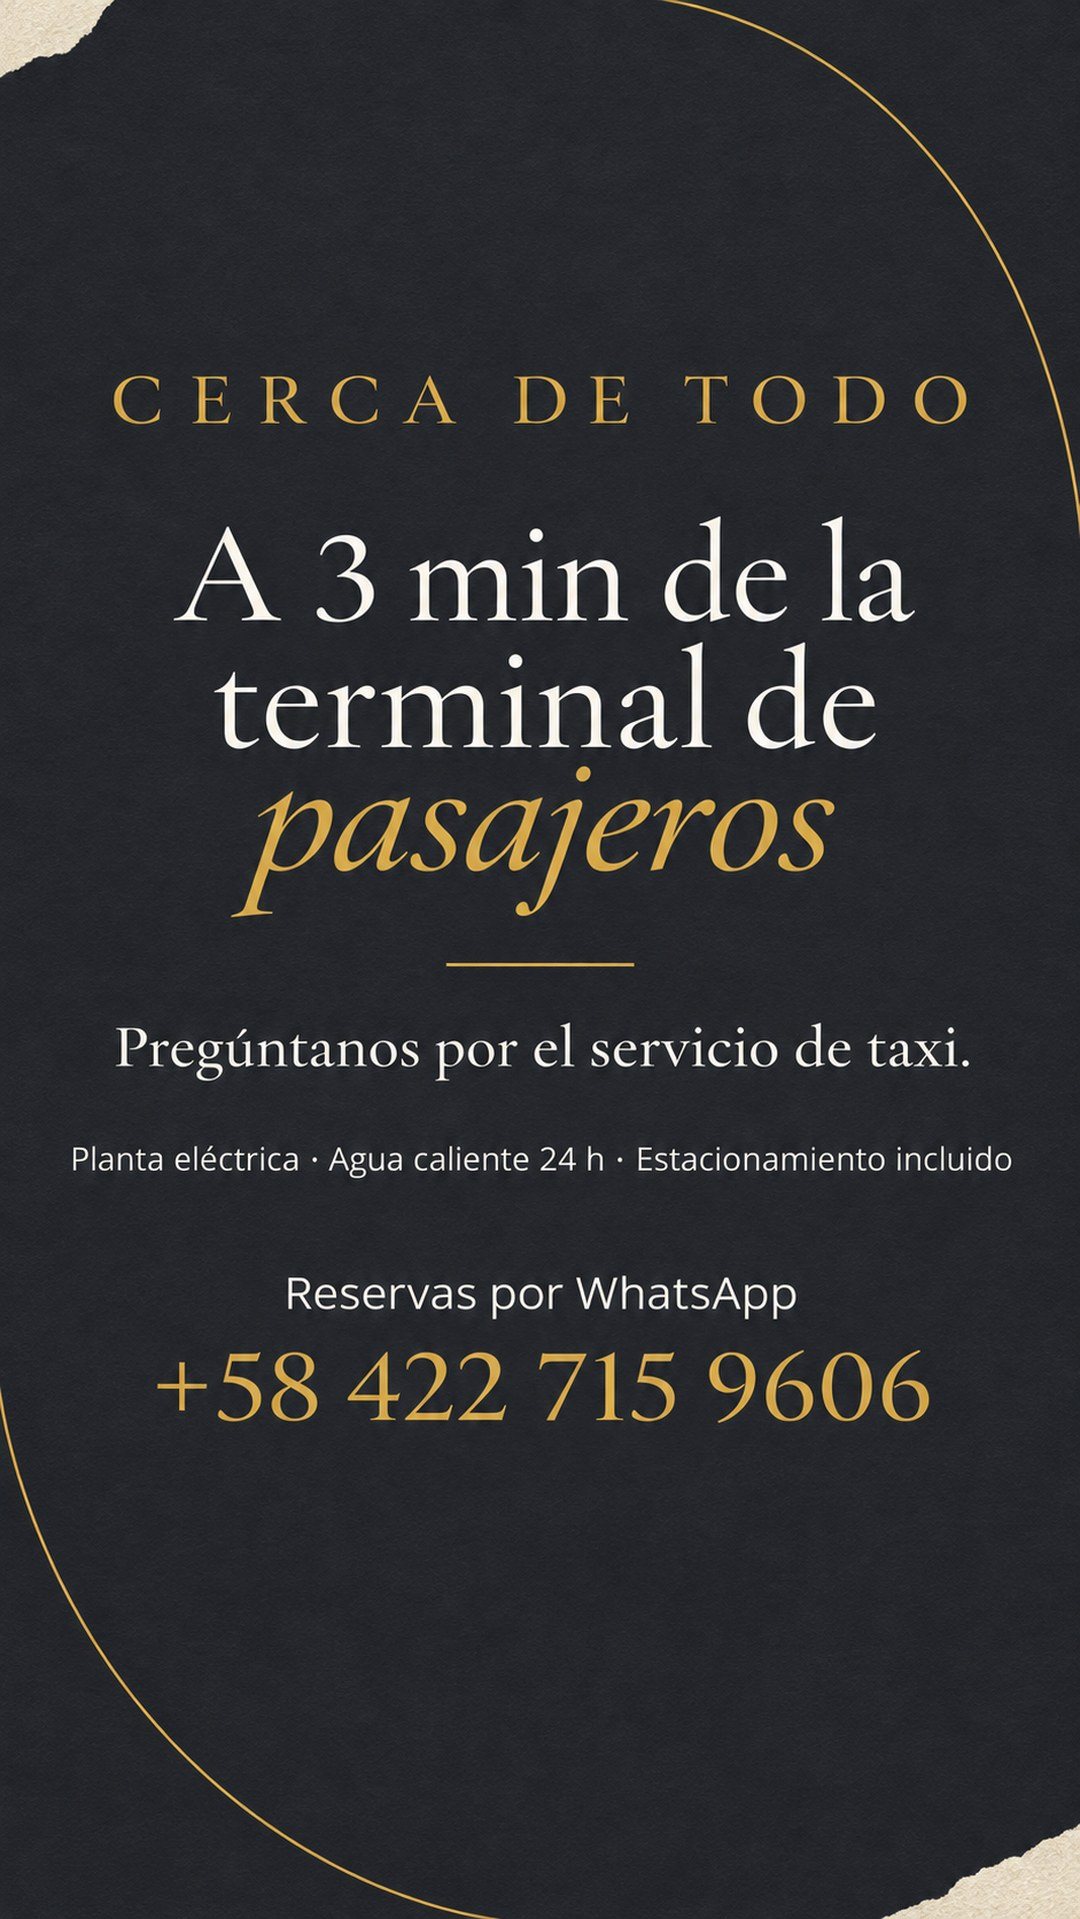 CERCA DE TODO
A 3 min de la
terminal de
pasajeros
Pregúntanos por el servicio de taxi.
Planta eléctrica · Agua caliente 24 h · Estacionamiento incluido
Reservas por WhatsApp
+58 422 715 9606